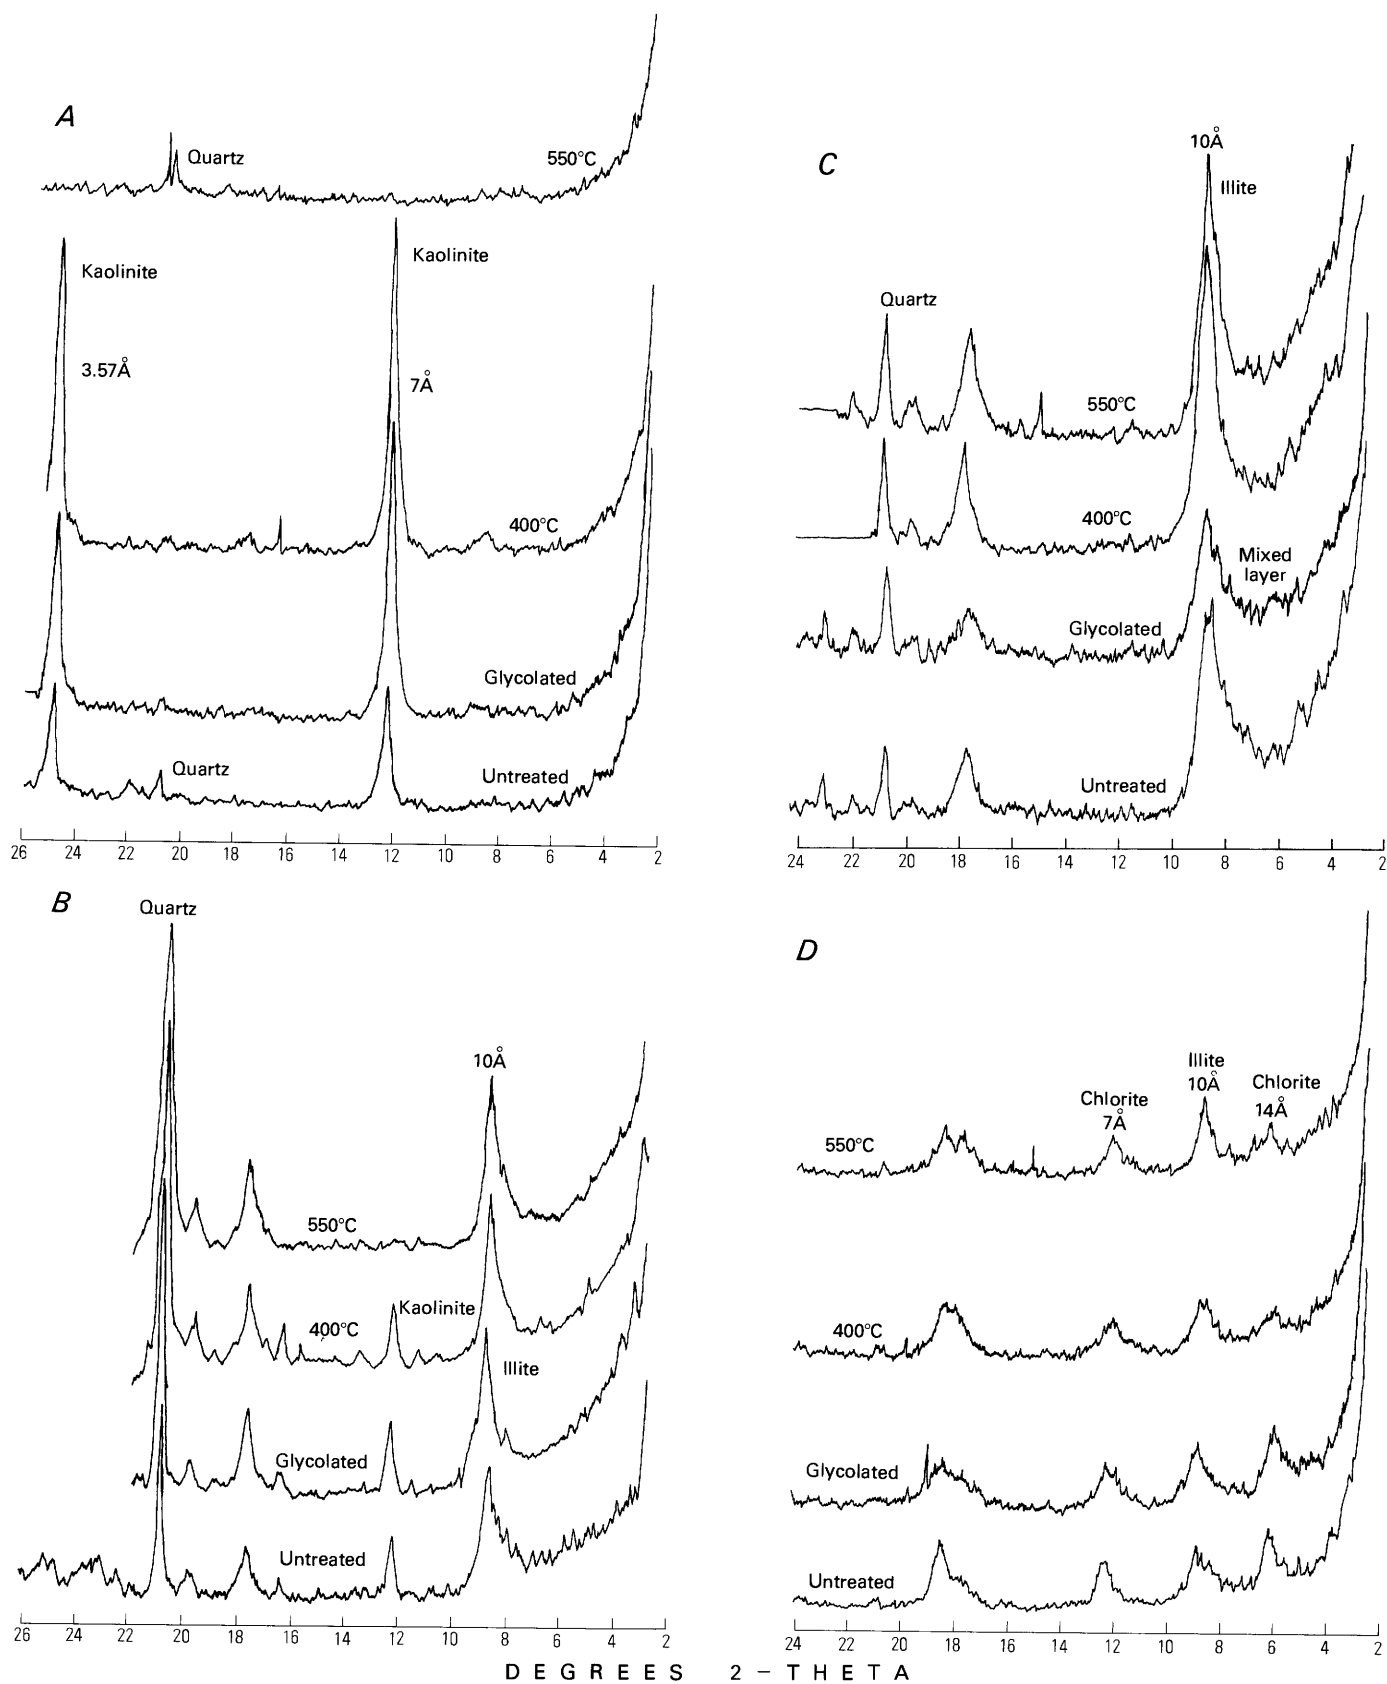 A
Quartz
550°C
Kaolinite
3.57Å
Kaolinite
7Å
400°C
Glycolated
Quartz
Untreated
26 24 22 20 18 16 14 12 10 8 6 4 2
C
10Å
Illite
Quartz
550°C
400°C
Mixed
layer
Glycolated
Untreated
24 22 20 18 16 14 12 10 8 6 4 2
B
Quartz
10Å
550°C
Kaolinite
400°C
Illite
Glycolated
Untreated
26 24 22 20 18 16 14 12 10 8 6 4 2
D
Illite
10Å
Chlorite
14Å
Chlorite
7Å
550°C
400°C
Glycolated
Untreated
24 22 20 18 16 14 12 10 8 6 4 2
DEGREES 2–THETA